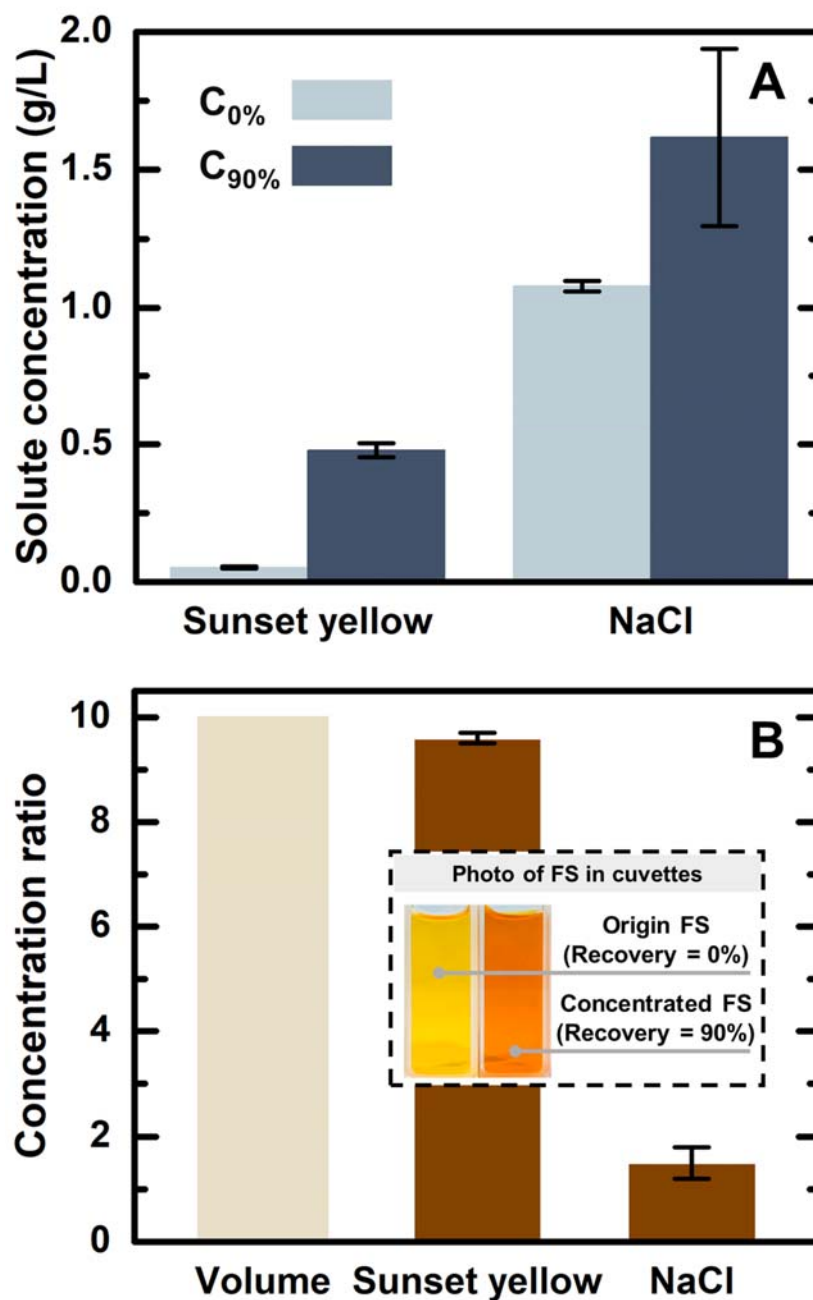 2.0
1.5
1.0
0.5
0.0
Solute concentration (g/L)
C0%
C90%
A
Sunset yellow NaCl
10
8
6
4
2
0
Concentration ratio
B
Photo of FS in cuvettes
Origin FS
(Recovery = 0%)
Concentrated FS
(Recovery = 90%)
Volume Sunset yellow NaCl